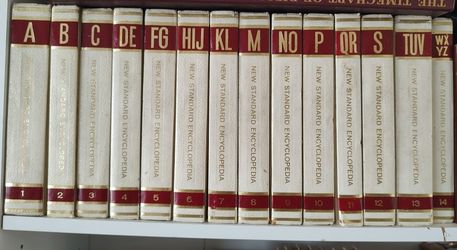 THE TIMECHART OF
A
B
C
DE
FG
HIJ
KL
M
NO
P
QR
S
TUV
WX
YZ
NEW STANDARD ENCYCLOPEDIA
NEW STANDARD ENCYCLOPEDIA
NEW STANDARD ENCYCLOPEDIA
NEW STANDARD ENCYCLOPEDIA
NEW STANDARD ENCYCLOPEDIA
NEW STANDARD ENCYCLOPEDIA
NEW STANDARD ENCYCLOPEDIA
NEW STANDARD ENCYCLOPEDIA
NEW STANDARD ENCYCLOPEDIA
NEW STANDARD ENCYCLOPEDIA
NEW STANDARD ENCYCLOPEDIA
NEW STANDARD ENCYCLOPEDIA
NEW STANDARD ENCYCLOPEDIA
1
2
3
4
5
6
7
8
9
10
11
12
13
14